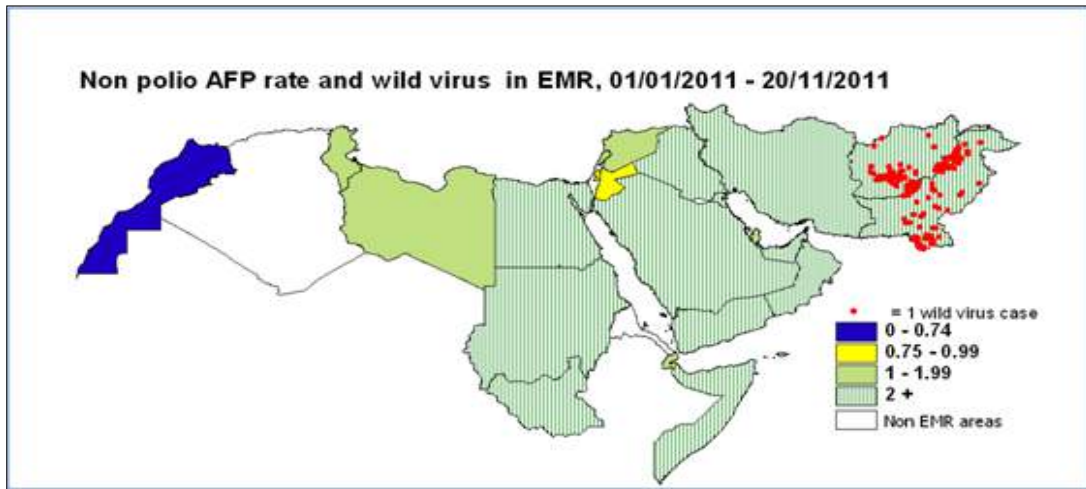 Non polio AFP rate and wild virus in EMR, 01/01/2011 - 20/11/2011
= 1 wild virus case
0 - 0.74
0.75 - 0.99
1 - 1.99
2 +
Non EMR areas